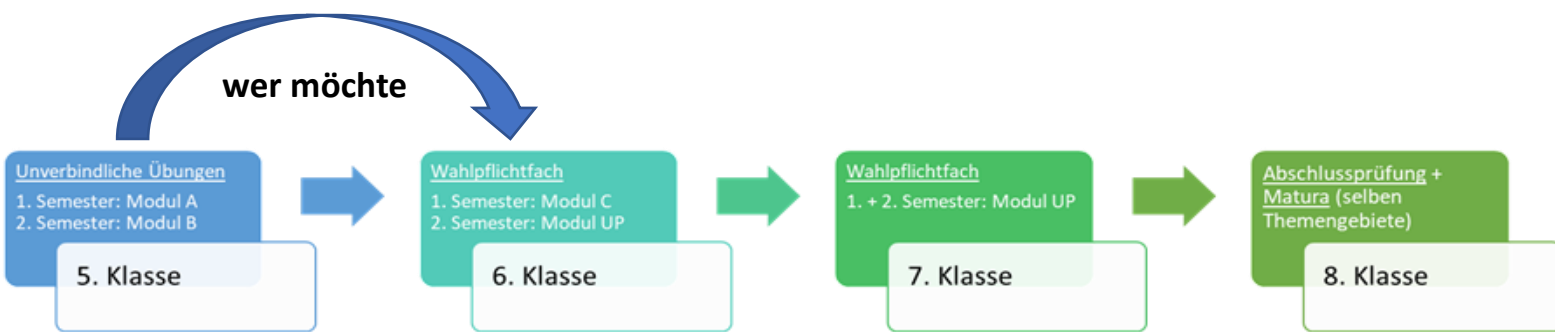 wer möchte
Unverbindliche Übungen
1. Semester: Modul A
2. Semester: Modul B
5. Klasse
Wahlpflichtfach
1. Semester: Modul C
2. Semester: Modul UP
6. Klasse
Wahlpflichtfach
1. + 2. Semester: Modul UP
7. Klasse
Abschlussprüfung +
Matura (selben
Themengebiete)
8. Klasse